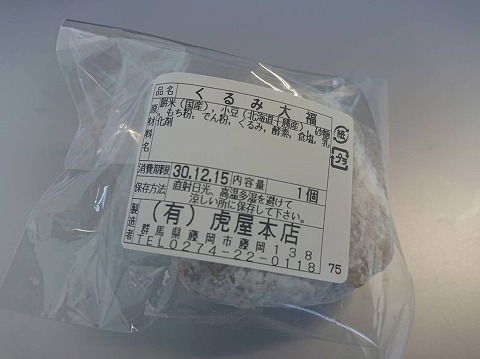 品名 くるみ大福
原材料名 餅米(国産)、小豆(北海道十勝産)、砂糖
もち粉、でん粉、くるみ、酵素、食塩、乳
化剤
紙
プラ
消費期限 30.12.15 内容量 1個
保存方法 直射日光、高温多湿を避けて
涼しい所に保存して下さい。
製造者 (有)虎屋本店
群馬県藤岡市藤岡138
TEL0274-22-0118 75